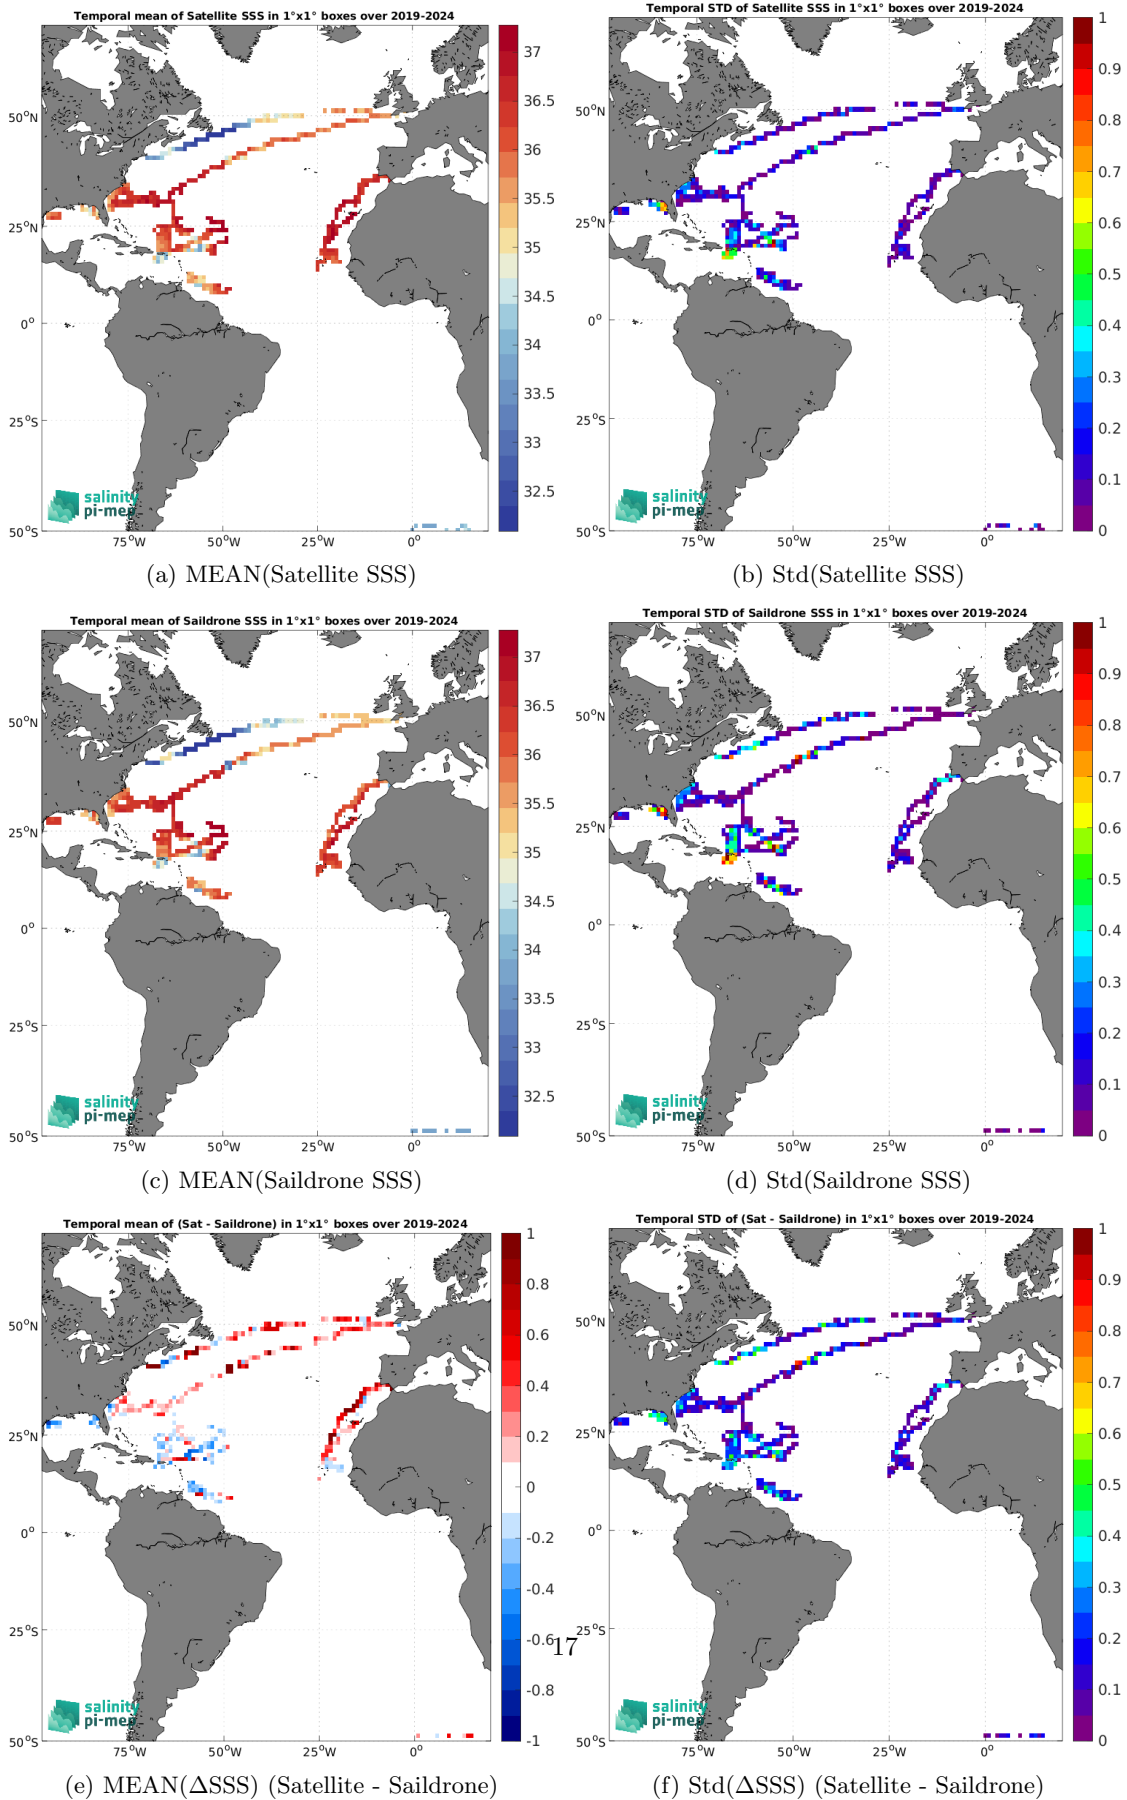 Temporal mean of Satellite SSS in 1°x1° boxes over 2019-2024
50°N
25°N
0°
25°S
50°S
75°W
50°W
25°W
0°
37
36.5
36
35.5
35
34.5
34
33.5
33
32.5
salinity
pi-mep
(a) MEAN(Satellite SSS)
Temporal STD of Satellite SSS in 1°x1° boxes over 2019-2024
50°N
25°N
0°
25°S
50°S
75°W
50°W
25°W
0°
1
0.9
0.8
0.7
0.6
0.5
0.4
0.3
0.2
0.1
0
salinity
pi-mep
(b) Std(Satellite SSS)
Temporal mean of Saildrone SSS in 1°x1° boxes over 2019-2024
50°N
25°N
0°
25°S
50°S
75°W
50°W
25°W
0°
37
36.5
36
35.5
35
34.5
34
33.5
33
32.5
salinity
pi-mep
(c) MEAN(Saildrone SSS)
Temporal STD of Saildrone SSS in 1°x1° boxes over 2019-2024
50°N
25°N
0°
25°S
50°S
75°W
50°W
25°W
0°
1
0.9
0.8
0.7
0.6
0.5
0.4
0.3
0.2
0.1
0
salinity
pi-mep
(d) Std(Saildrone SSS)
Temporal mean of (Sat - Saildrone) in 1°x1° boxes over 2019-2024
50°N
25°N
0°
25°S
50°S
75°W
50°W
25°W
0°
1
0.8
0.6
0.4
0.2
0
-0.2
-0.4
-0.6
-0.8
-1
salinity
pi-mep
(e) MEAN(ΔSSS) (Satellite - Saildrone)
Temporal STD of (Sat - Saildrone) in 1°x1° boxes over 2019-2024
50°N
25°N
0°
25°S
50°S
75°W
50°W
25°W
0°
1
0.9
0.8
0.7
0.6
0.5
0.4
0.3
0.2
0.1
0
salinity
pi-mep
(f) Std(ΔSSS) (Satellite - Saildrone)
17